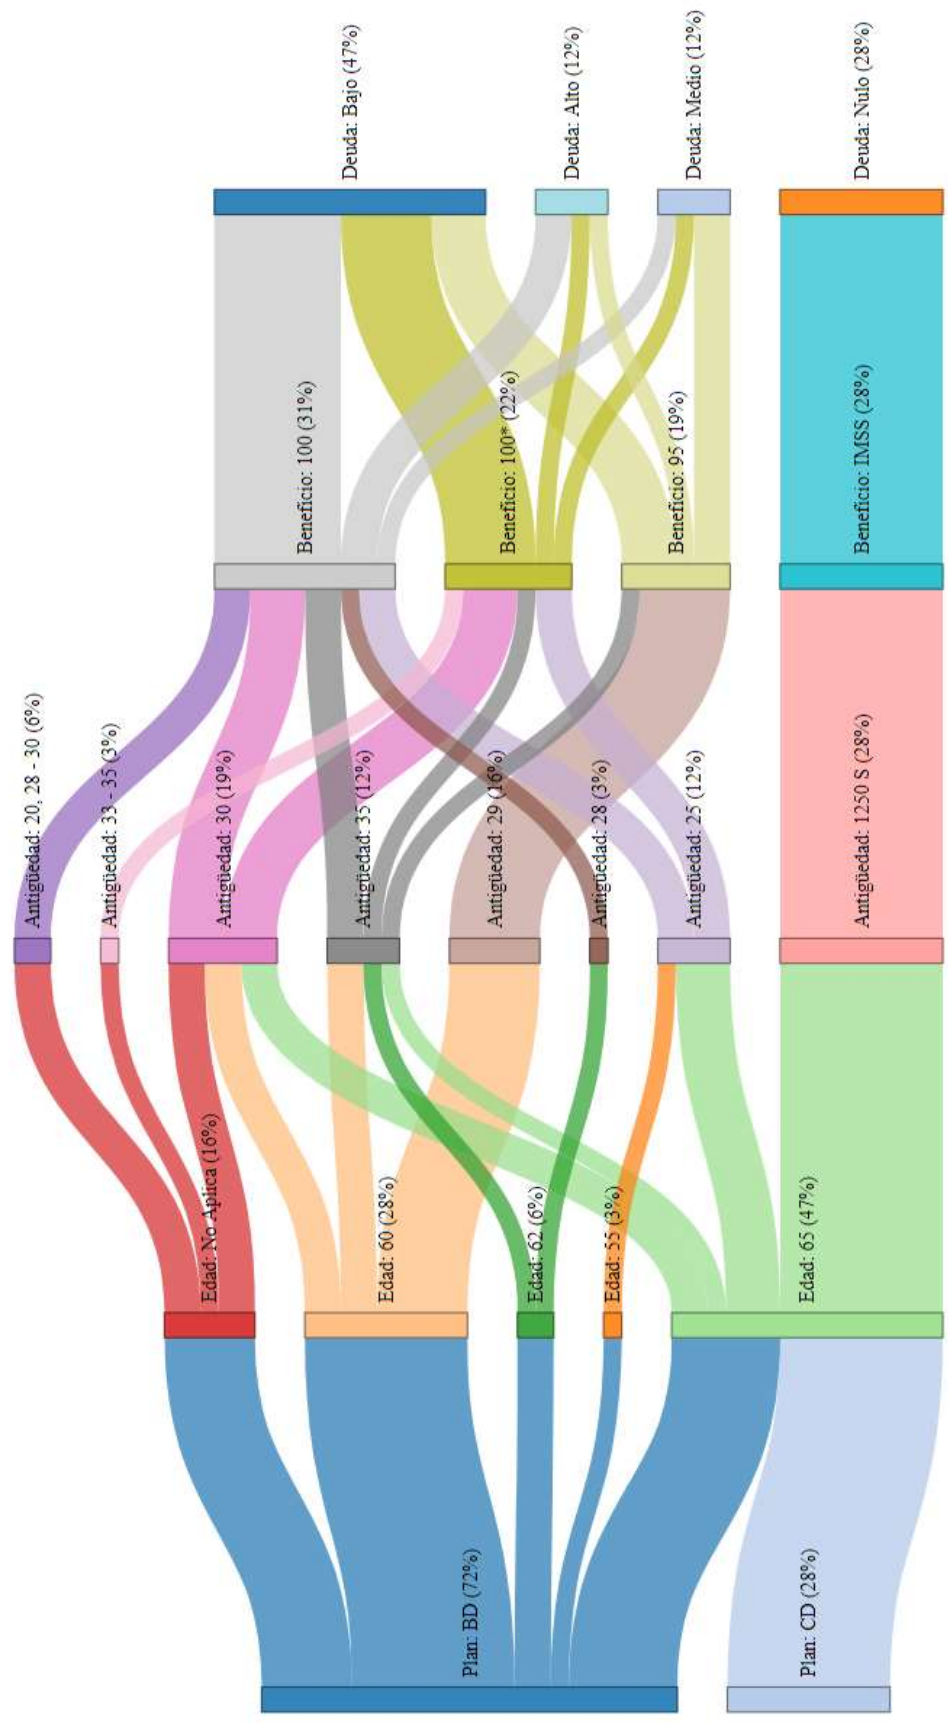 Plan: BD (72%)
Plan: CD (28%)
Edad: No Aplica (16%)
Edad: 60 (28%)
Edad: 62 (6%)
Edad: 55 (3%)
Edad: 65 (47%)
Antigüedad: 20, 28 - 30 (6%)
Antigüedad: 33 - 35 (3%)
Antigüedad: 30 (19%)
Antigüedad: 35 (12%)
Antigüedad: 29 (16%)
Antigüedad: 28 (3%)
Antigüedad: 25 (12%)
Antigüedad: 1250 S (28%)
Beneficio: 100 (31%)
Beneficio: 100* (22%)
Beneficio: 95 (19%)
Beneficio: IMSS (28%)
Deuda: Bajo (47%)
Deuda: Alto (12%)
Deuda: Medio (12%)
Deuda: Nulo (28%)